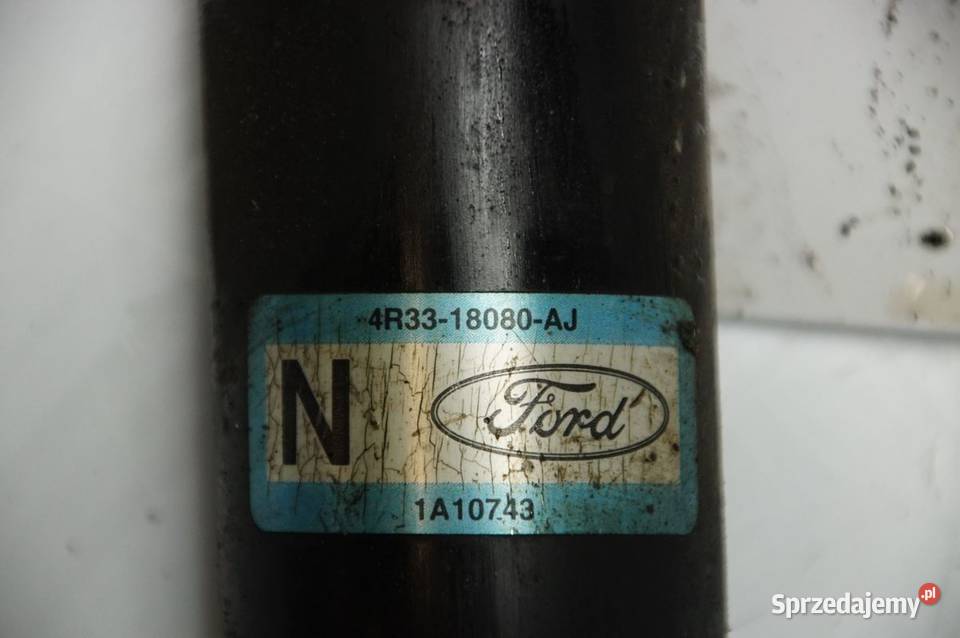 4R33-18080-AJ
N
Ford
1A10743
Sprzedajemy.pl